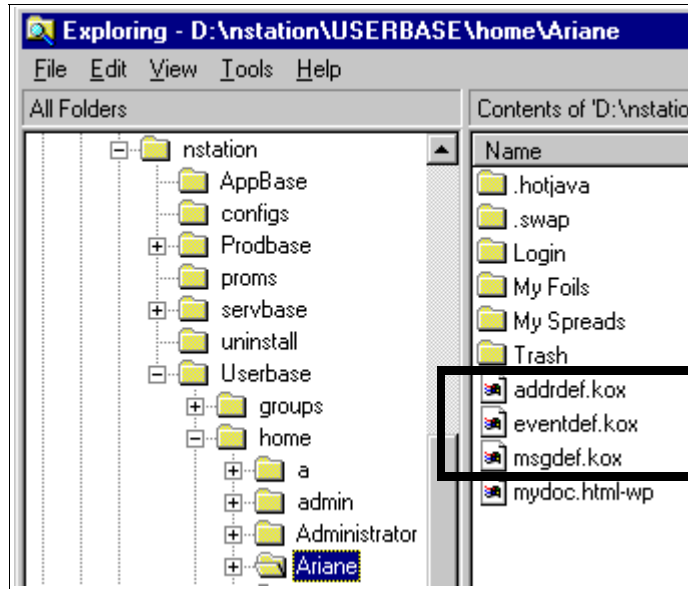 Exploring - D:\nstation\USERBASE\home\Ariane
File Edit View Tools Help
All Folders
Contents of 'D:\nstatio
nstation
AppBase
configs
Prodbase
proms
servbase
uninstall
Userbase
groups
home
a
admin
Administrator
Ariane
Name
.hotjava
.swap
Login
My Foils
My Spreads
Trash
addrdef.kox
eventdef.kox
msgdef.kox
mydoc.html-wp